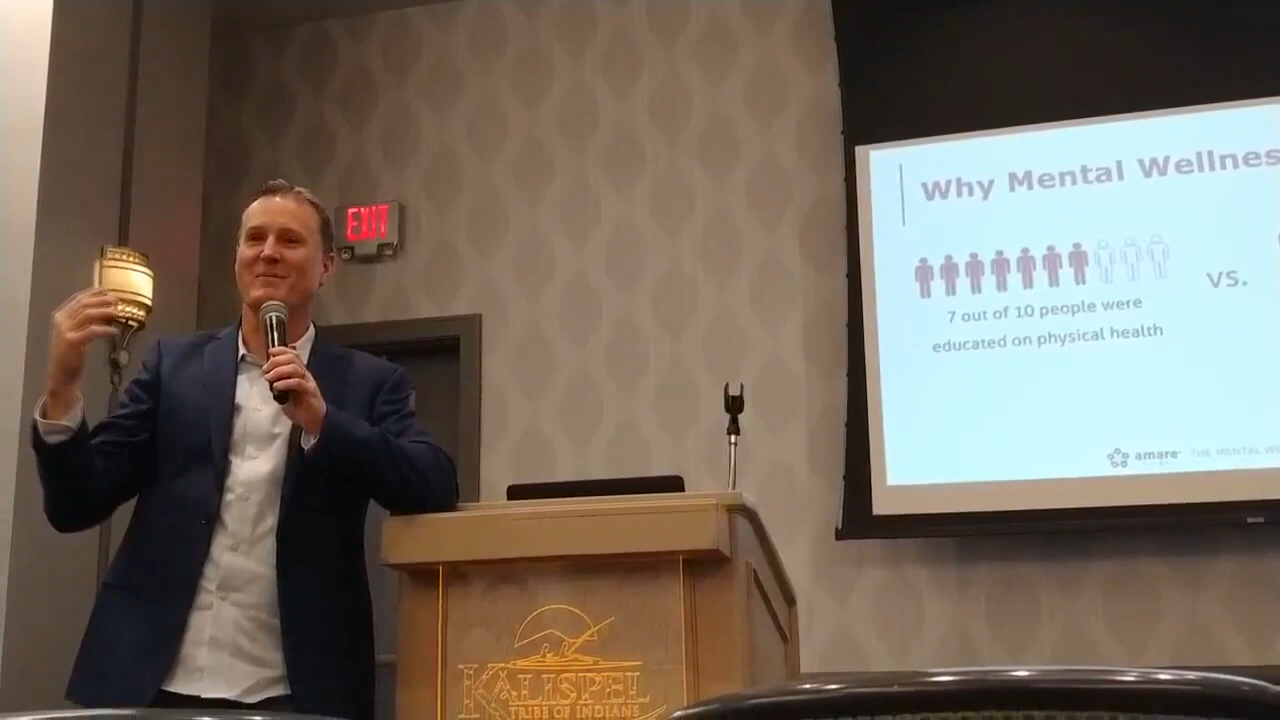 EXIT
Why Mental Wellnes
7 out of 10 people were
educated on physical health
vs.
amare
THE MENTAL WE
KALISPEL
TRIBE OF INDIANS